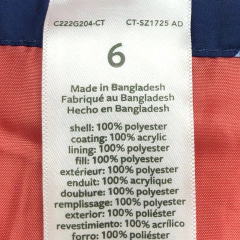 C222G204-CT CT-SZ1725 AD
6
Made in Bangladesh
Fabriqué au Bangladesh
Hecho en Bangladesh
shell: 100% polyester
coating: 100% acrylic
lining: 100% polyester
fill: 100% polyester
extérieur: 100% polyester
enduit: 100% acrylique
doublure: 100% polyester
remplissage: 100% polyester
exterior: 100% poliéster
revestimiento: 100% acrílico
forro: 100% poliéster